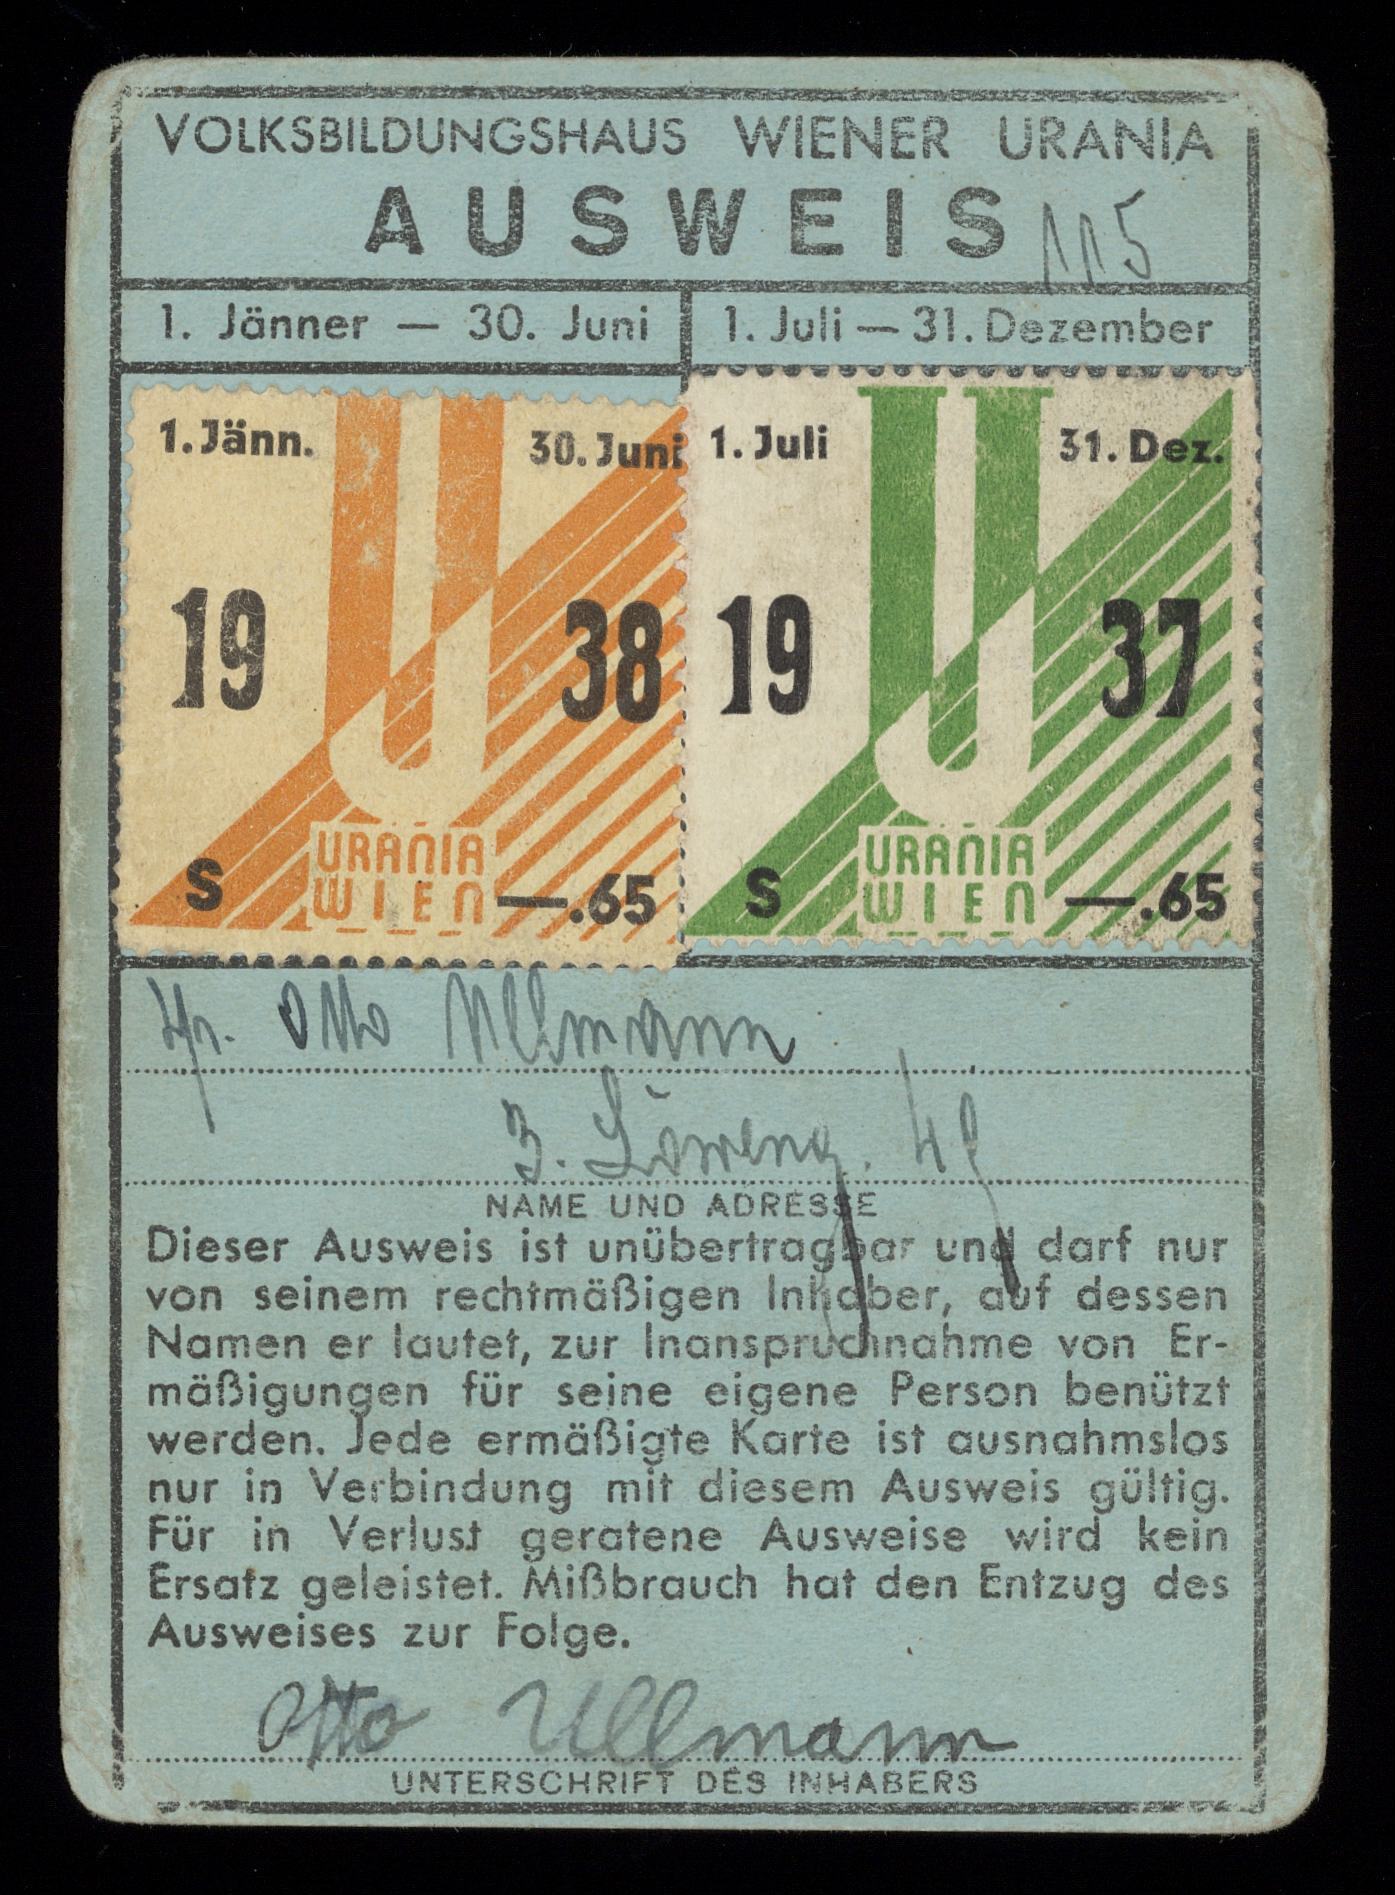 VOLKSBILDUNGSHAUS WIENER URANIA
AUSWEIS 115
1. Jänner — 30. Juni
1. Juli — 31. Dezember
1. Jänn. 30. Juni
19 38
URANIA
WIEN
S —.65
1. Juli 31. Dez.
19 37
URANIA
WIEN
S —.65
Hr. Otto Ullmann
3. Löweng.
NAME UND ADRESSE
Dieser Ausweis ist unübertragbar und darf nur
von seinem rechtmäßigen Inhaber, auf dessen
Namen er lautet, zur Inanspruchnahme von Er-
mäßigungen für seine eigene Person benützt
werden. Jede ermäßigte Karte ist ausnahmslos
nur in Verbindung mit diesem Ausweis gültig.
Für in Verlust geratene Ausweise wird kein
Ersatz geleistet. Mißbrauch hat den Entzug des
Ausweises zur Folge.
Otto Ullmann
UNTERSCHRIFT DES INHABERS